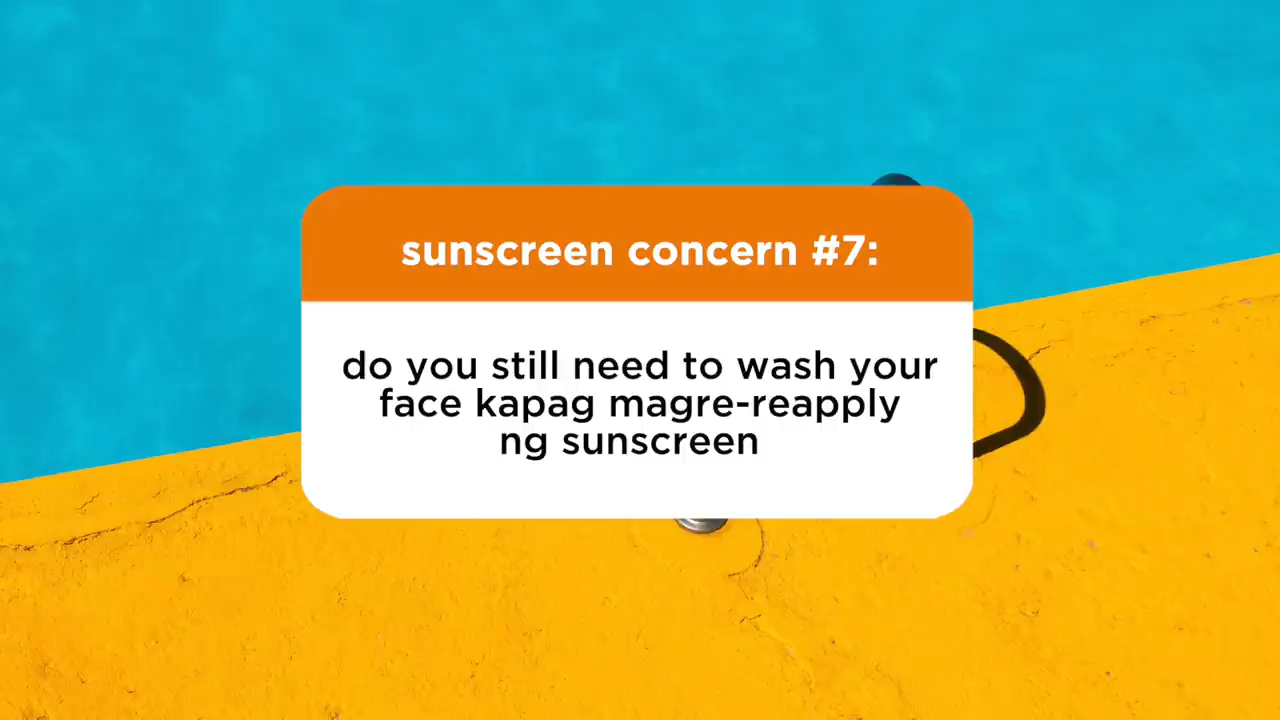 sunscreen concern #7:
do you still need to wash your
face kapag magre-reapply
ng sunscreen